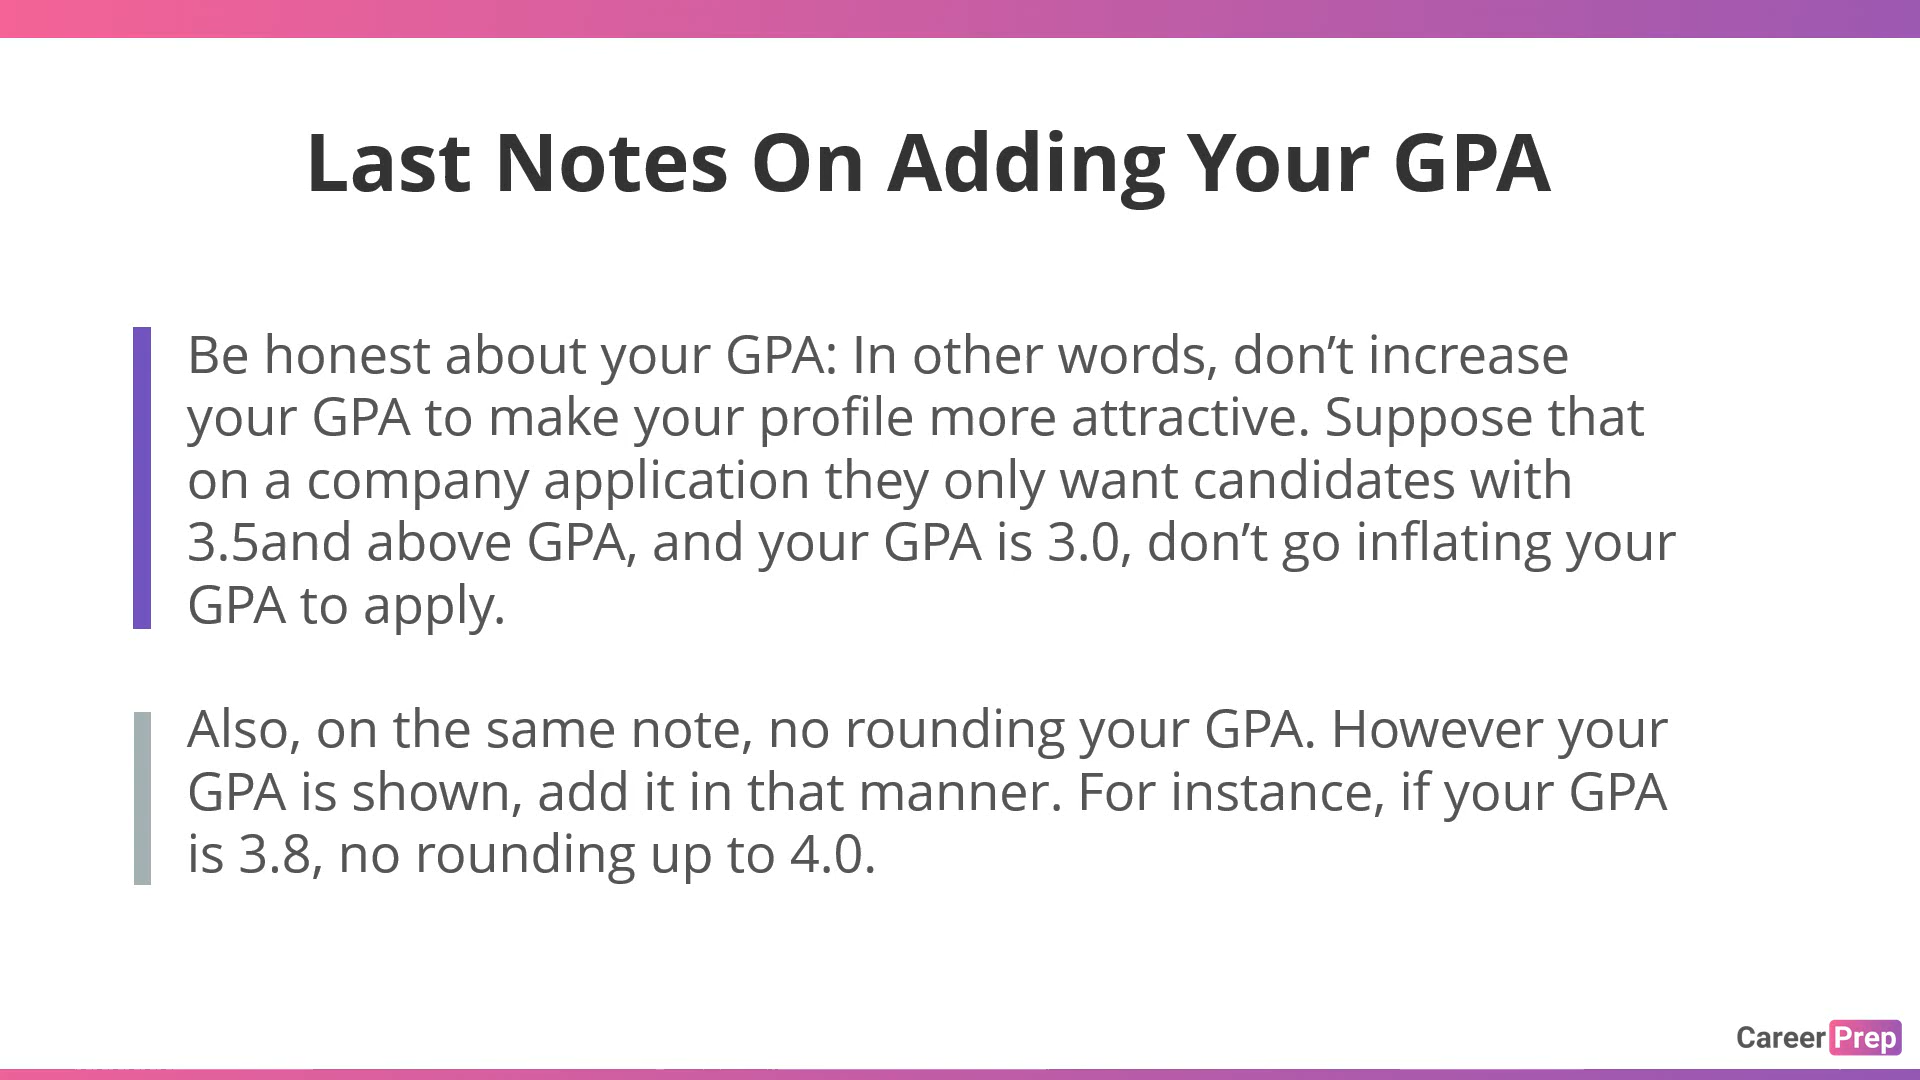 Last Notes On Adding Your GPA
Be honest about your GPA: In other words, don’t increase
your GPA to make your profile more attractive. Suppose that
on a company application they only want candidates with
3.5and above GPA, and your GPA is 3.0, don’t go inflating your
GPA to apply.
Also, on the same note, no rounding your GPA. However your
GPA is shown, add it in that manner. For instance, if your GPA
is 3.8, no rounding up to 4.0.
Career Prep